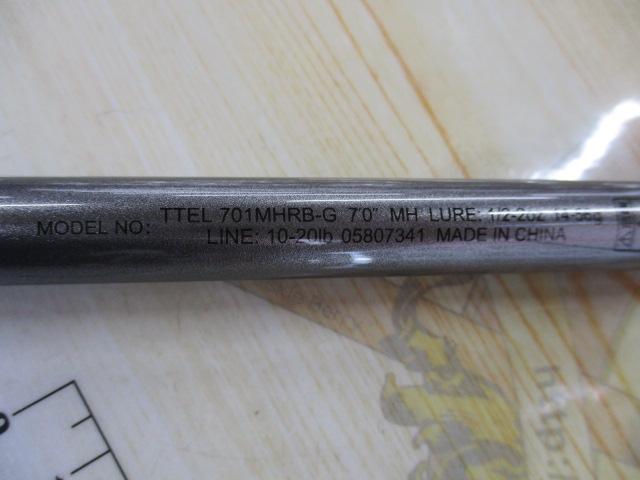 MODEL NO: TTEL 701MHRB-G 7'0" MH LURE: 1/2-2oz 14-56g
LINE: 10-20lb 05807341 MADE IN CHINA